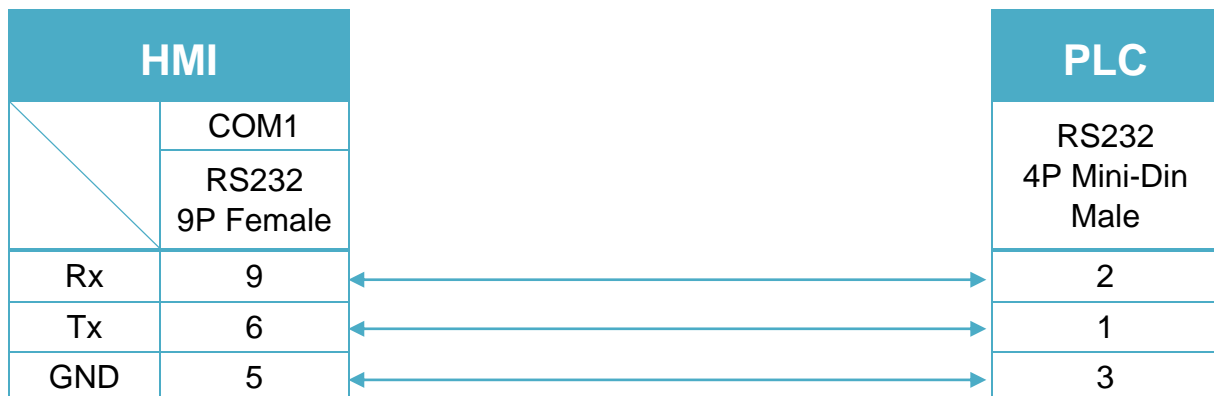 HMI
PLC
COM1
RS232
9P Female
RS232
4P Mini-Din
Male
Rx 9 2
Tx 6 1
GND 5 3